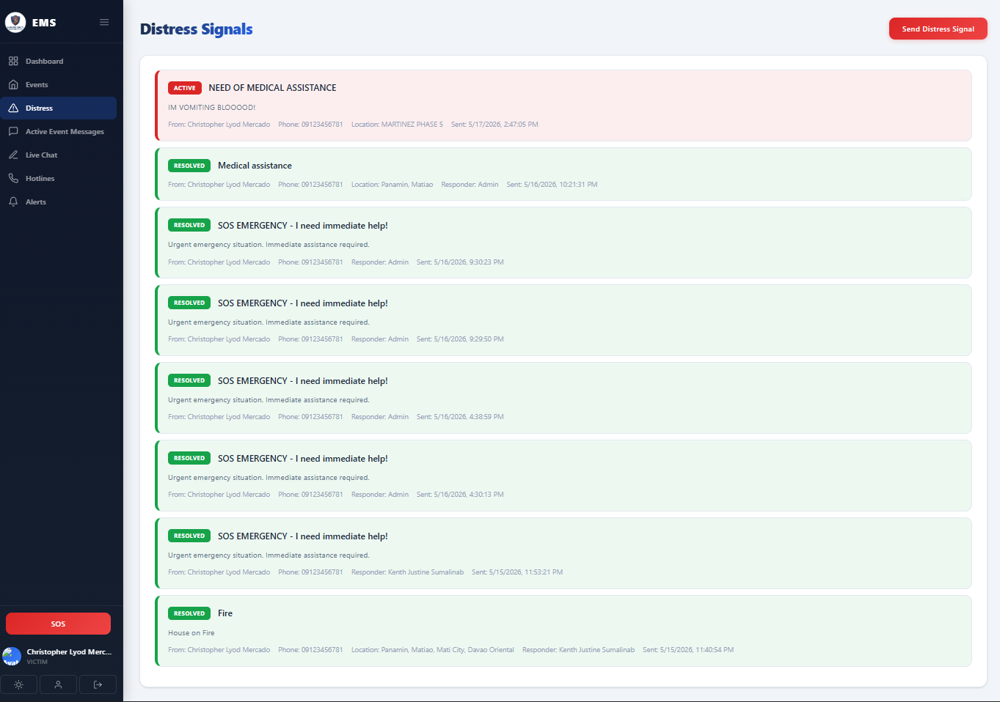 EMS
Dashboard
Events
Distress
Active Event Messages
Live Chat
Hotlines
Alerts
SOS
Christopher Lyod Merc...
VICTIM
Distress Signals
Send Distress Signal
ACTIVE NEED OF MEDICAL ASSISTANCE
IM VOMITING BLOOOOD!
From: Christopher Lyod Mercado Phone: 09123456781 Location: MARTINEZ PHASE 5 Sent: 5/17/2026, 2:47:05 PM
RESOLVED Medical assistance
From: Christopher Lyod Mercado Phone: 09123456781 Location: Panamin, Matiao Responder: Admin Sent: 5/16/2026, 10:21:31 PM
RESOLVED SOS EMERGENCY - I need immediate help!
Urgent emergency situation. Immediate assistance required.
From: Christopher Lyod Mercado Phone: 09123456781 Responder: Admin Sent: 5/16/2026, 9:30:23 PM
RESOLVED SOS EMERGENCY - I need immediate help!
Urgent emergency situation. Immediate assistance required.
From: Christopher Lyod Mercado Phone: 09123456781 Responder: Admin Sent: 5/16/2026, 9:29:50 PM
RESOLVED SOS EMERGENCY - I need immediate help!
Urgent emergency situation. Immediate assistance required.
From: Christopher Lyod Mercado Phone: 09123456781 Responder: Admin Sent: 5/16/2026, 4:38:59 PM
RESOLVED SOS EMERGENCY - I need immediate help!
Urgent emergency situation. Immediate assistance required.
From: Christopher Lyod Mercado Phone: 09123456781 Responder: Admin Sent: 5/16/2026, 4:30:13 PM
RESOLVED SOS EMERGENCY - I need immediate help!
Urgent emergency situation. Immediate assistance required.
From: Christopher Lyod Mercado Phone: 09123456781 Responder: Kenth Justine Sumalinab Sent: 5/15/2026, 11:53:21 PM
RESOLVED Fire
House on Fire
From: Christopher Lyod Mercado Phone: 09123456781 Location: Panamin, Matiao, Mati City, Davao Oriental Responder: Kenth Justine Sumalinab Sent: 5/15/2026, 11:40:54 PM